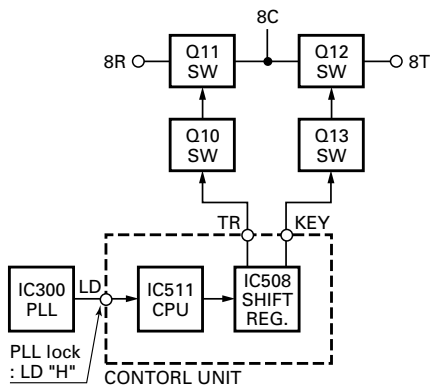 8C
8R
Q11
SW
Q12
SW
8T
Q10
SW
Q13
SW
TR
KEY
IC300
PLL
LD
IC511
CPU
IC508
SHIFT
REG.
PLL lock
: LD "H"
CONTORL UNIT